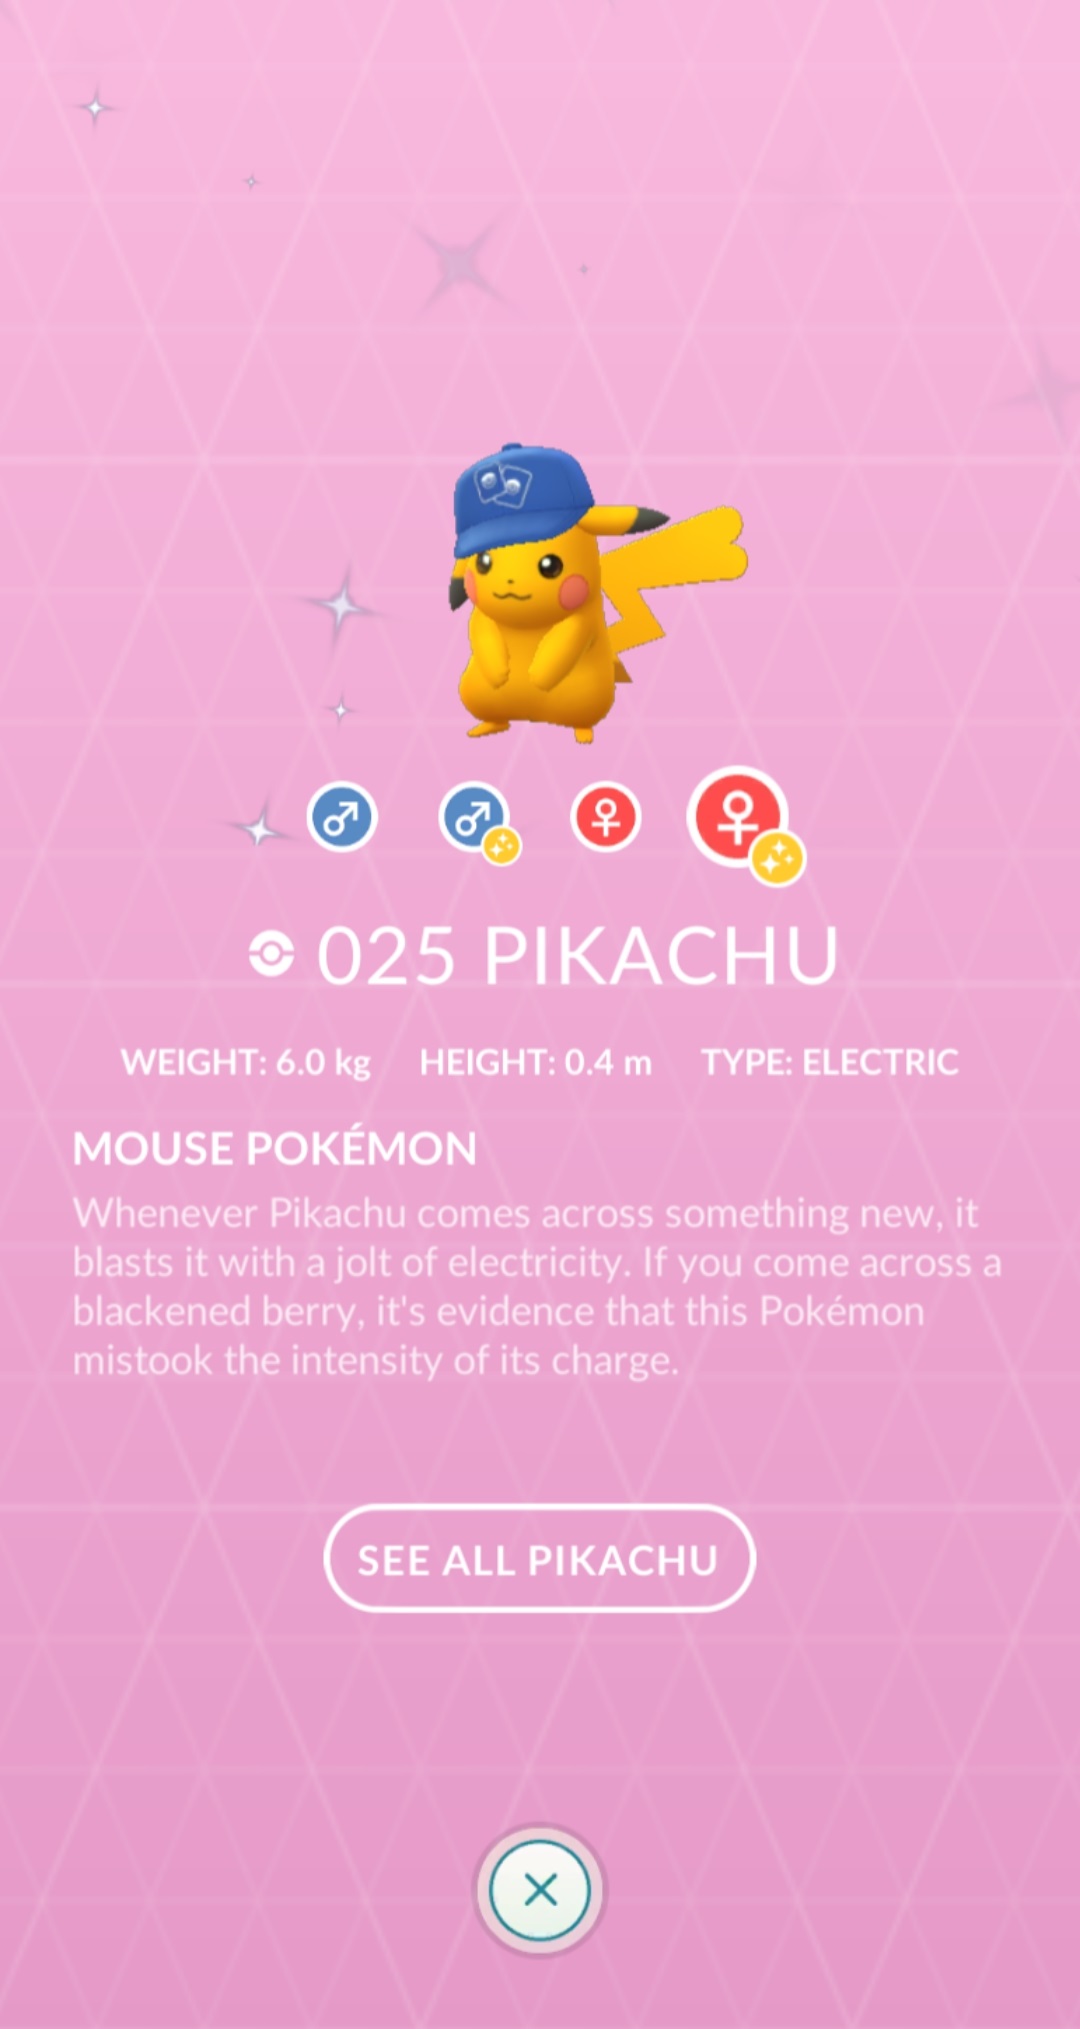 025 PIKACHU
WEIGHT: 6.0 kg HEIGHT: 0.4 m TYPE: ELECTRIC
MOUSE POKÉMON
Whenever Pikachu comes across something new, it
blasts it with a jolt of electricity. If you come across a
blackened berry, it's evidence that this Pokémon
mistook the intensity of its charge.
SEE ALL PIKACHU